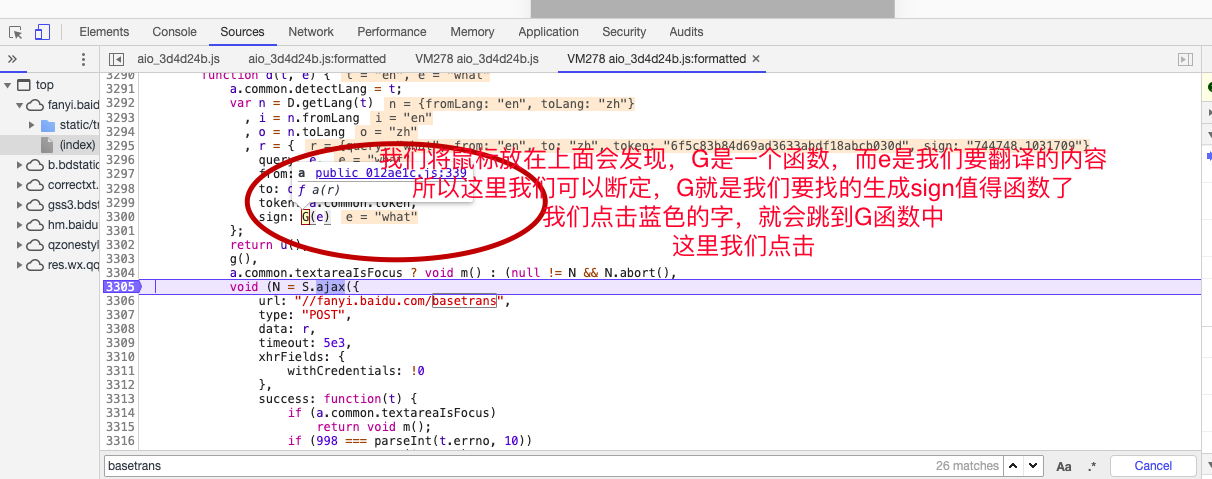 Elements Console Sources Network Performance Memory Application Security Audits
» aio_3d4d24b.js aio_3d4d24b.js:formatted VM278 aio_3d4d24b.js VM278 aio_3d4d24b.js:formatted ×
top
fanyi.baid
static/tr
(index)
b.bdstatic
correctxt.
gss3.bdst
hm.baidu
qzonestyl
res.wx.qq
3290 function d(t, e) { t = "en", e = "what"
3291 a.common.detectLang = t;
3292 var n = D.getLang(t) n = {fromLang: "en", toLang: "zh"}
3293 , i = n.fromLang i = "en"
3294 , o = n.toLang o = "zh"
3295 , r = { r = {query: "what", from: "en", to: "zh", token: "6f5c83b84d69ad3633abdf18abcb030d", sign: "744748.1031709"}
3296 query: e, e = "what"
3297 from:
3298 to:
3299 token: a.common.token,
3300 sign: G(e) e = "what"
3301 };
3302 return u(),
3303 g(),
3304 a.common.textareaIsFocus ? void m() : (null != N && N.abort(),
3305 void (N = S.ajax({
3306 url: "//fanyi.baidu.com/basetrans",
3307 type: "POST",
3308 data: r,
3309 timeout: 5e3,
3310 xhrFields: {
3311 withCredentials: !0
3312 },
3313 success: function(t) {
3314 if (a.common.textareaIsFocus)
3315 return void m();
3316 if (998 === parseInt(t.errno, 10))
a public_012ae1c.js:339
ƒ a(r)
我们将鼠标放在上面会发现，G是一个函数，而e是我们要翻译的内容
所以这里我们可以断定，G就是我们要找的生成sign值得函数了
我们点击蓝色的字，就会跳到G函数中
这里我们点击
basetrans 26 matches Aa .* Cancel